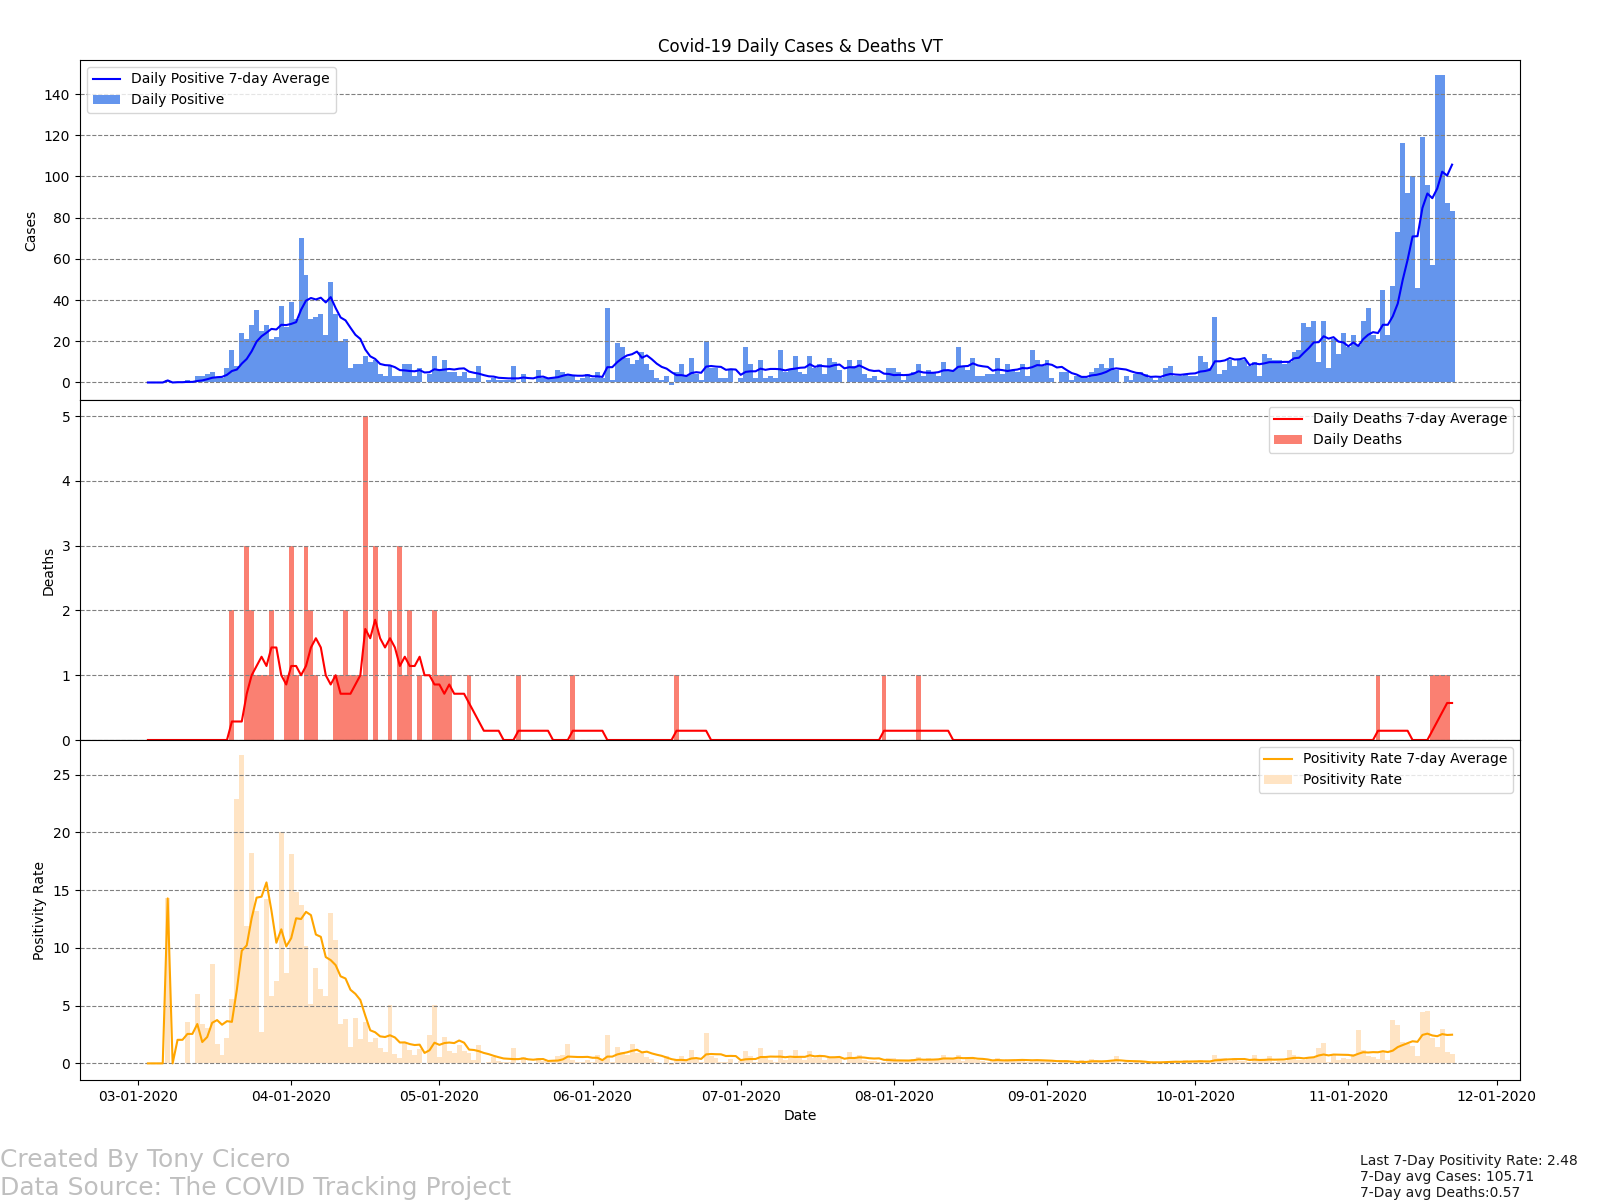 Covid-19 Daily Cases & Deaths VT
Daily Positive 7-day Average
Daily Positive
140
120
100
80
60
40
20
0
Cases
Daily Deaths 7-day Average
Daily Deaths
5
4
3
2
1
0
Deaths
Positivity Rate 7-day Average
Positivity Rate
25
20
15
10
5
0
Positivity Rate
03-01-2020 04-01-2020 05-01-2020 06-01-2020 07-01-2020 08-01-2020 09-01-2020 10-01-2020 11-01-2020 12-01-2020
Date
Created By Tony Cicero
Data Source: The COVID Tracking Project
Last 7-Day Positivity Rate: 2.48
7-Day avg Cases: 105.71
7-Day avg Deaths:0.57